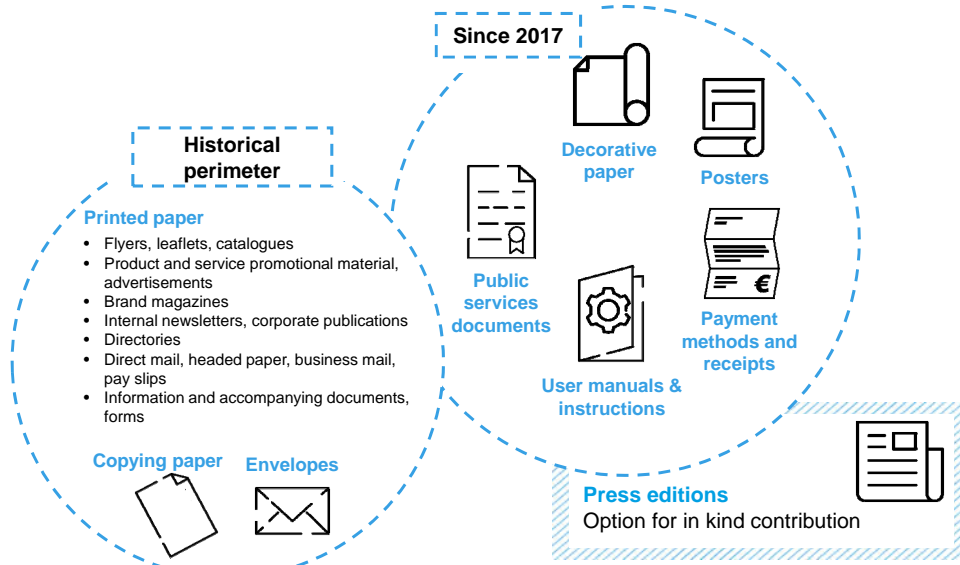 Since 2017
Decorative
paper
Posters
Public
services
documents
User manuals &
instructions
€
Payment
methods and
receipts
Historical
perimeter
Printed paper
• Flyers, leaflets, catalogues
• Product and service promotional material,
advertisements
• Brand magazines
• Internal newsletters, corporate publications
• Directories
• Direct mail, headed paper, business mail,
pay slips
• Information and accompanying documents,
forms
Copying paper
Envelopes
Press editions
Option for in kind contribution